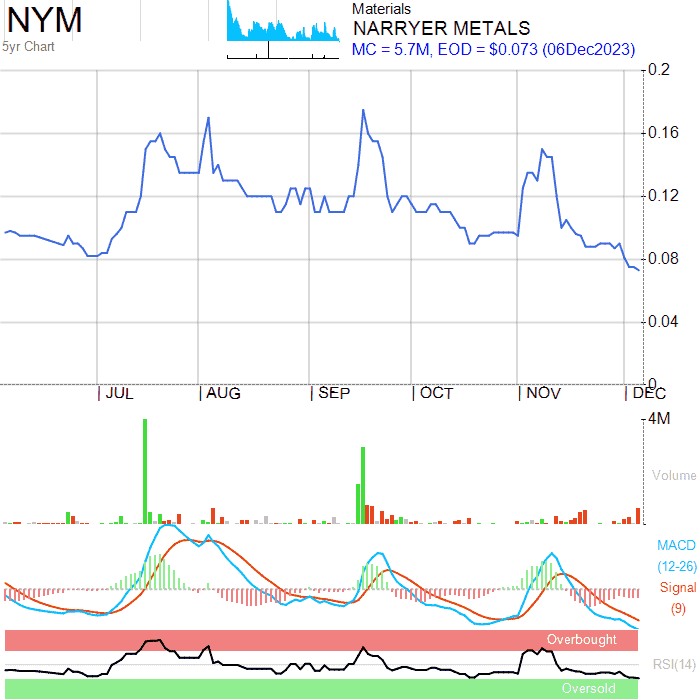 NYM
5yr Chart
Materials
NARRYER METALS
MC = 5.7M, EOD = $0.073 (06Dec2023)
0.2
0.16
0.12
0.08
0.04
0
JUL AUG SEP OCT NOV DEC
4M
Volume
MACD
(12-26)
Signal
(9)
Overbought
RSI(14)
Oversold